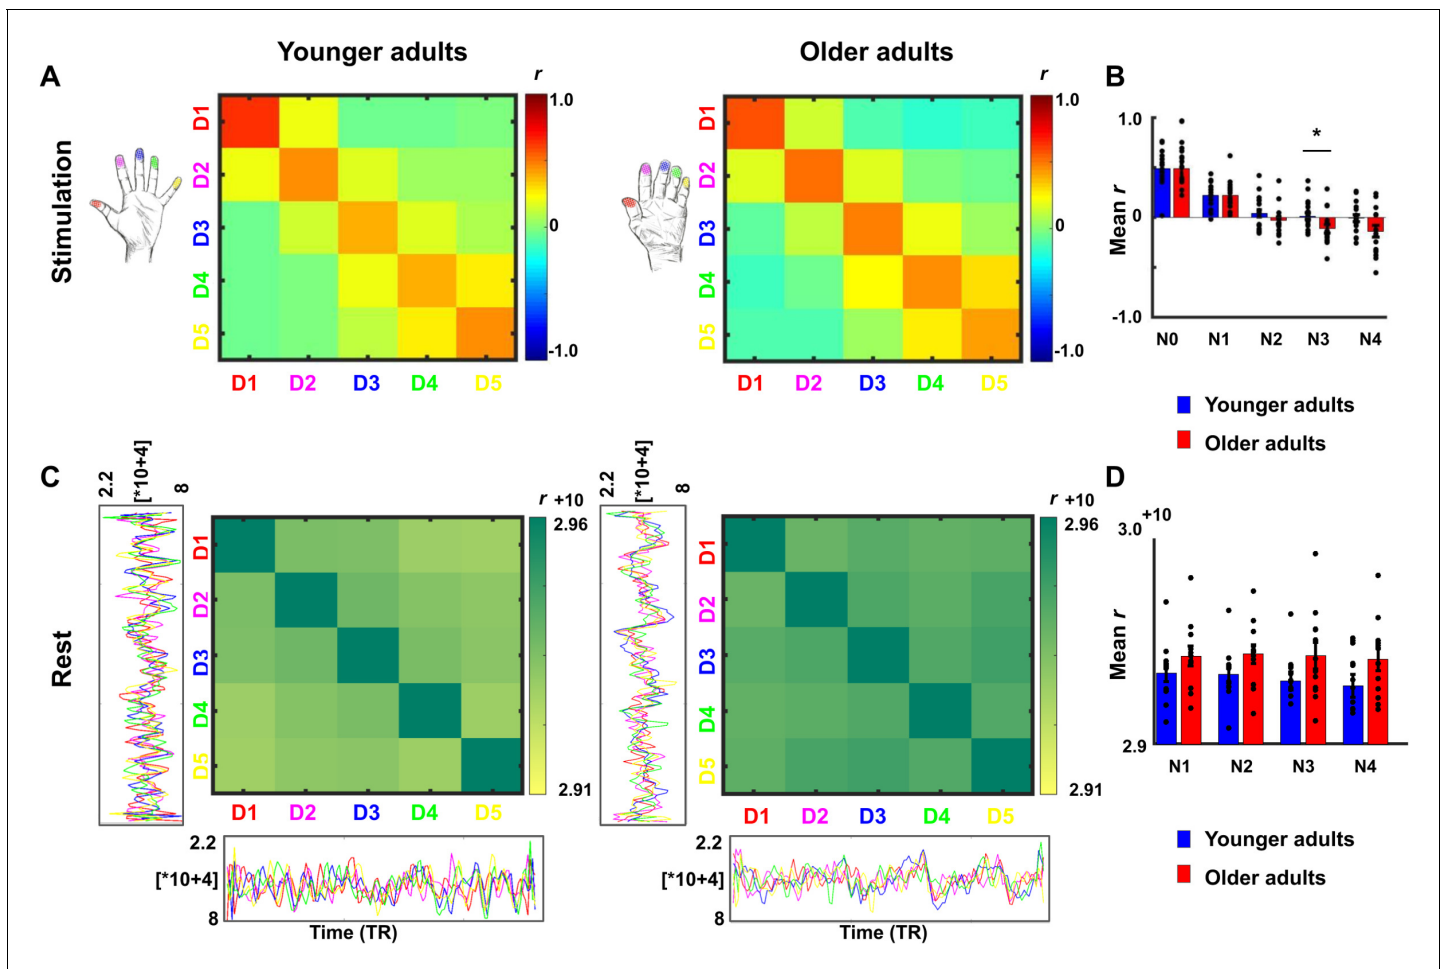 Younger adults
Older adults
A
Stimulation
D1
D2
D3
D4
D5
D1 D2 D3 D4 D5
r
1.0
0
-1.0
D1
D2
D3
D4
D5
D1 D2 D3 D4 D5
r
1.0
0
-1.0
B
Mean r
1.0
0
-1.0
*
N0 N1 N2 N3 N4
Younger adults
Older adults
C
Rest
2.2
[*10+4]
8
D1
D2
D3
D4
D5
D1 D2 D3 D4 D5
r +10
2.96
2.91
2.2
[*10+4]
8
Time (TR)
2.2
[*10+4]
8
D1
D2
D3
D4
D5
D1 D2 D3 D4 D5
r +10
2.96
2.91
2.2
[*10+4]
8
Time (TR)
D
+10
3.0
Mean r
2.9
N1 N2 N3 N4
Younger adults
Older adults